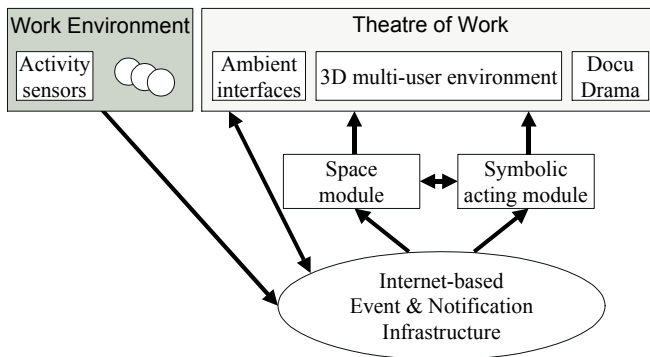 Work Environment
Activity
sensors
Theatre of Work
Ambient
interfaces
3D multi-user environment
Docu
Drama
Space
module
Symbolic
acting module
Internet-based
Event & Notification
Infrastructure